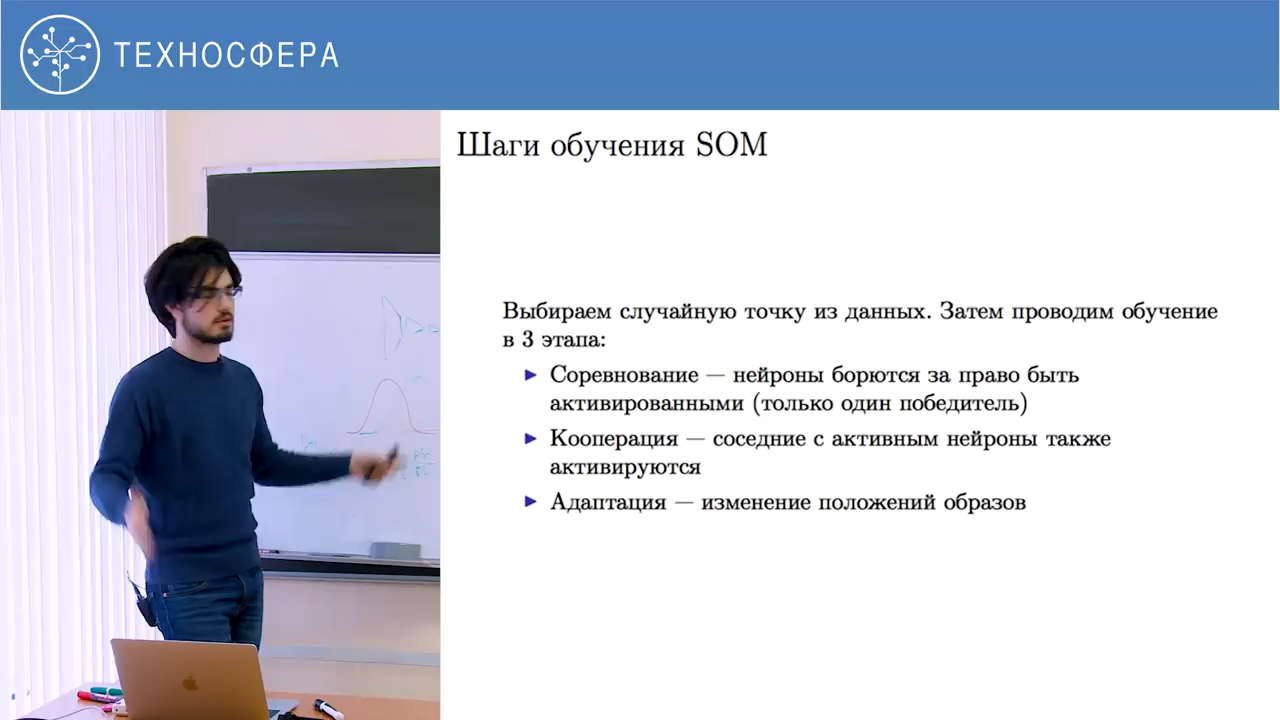 ТЕХНОСФЕРА
Шаги обучения SOM
Выбираем случайную точку из данных. Затем проводим обучение
в 3 этапа:
Соревнование — нейроны борются за право быть
активированными (только один победитель)
Кооперация — соседние с активным нейроны также
активируются
Адаптация — изменение положений образов